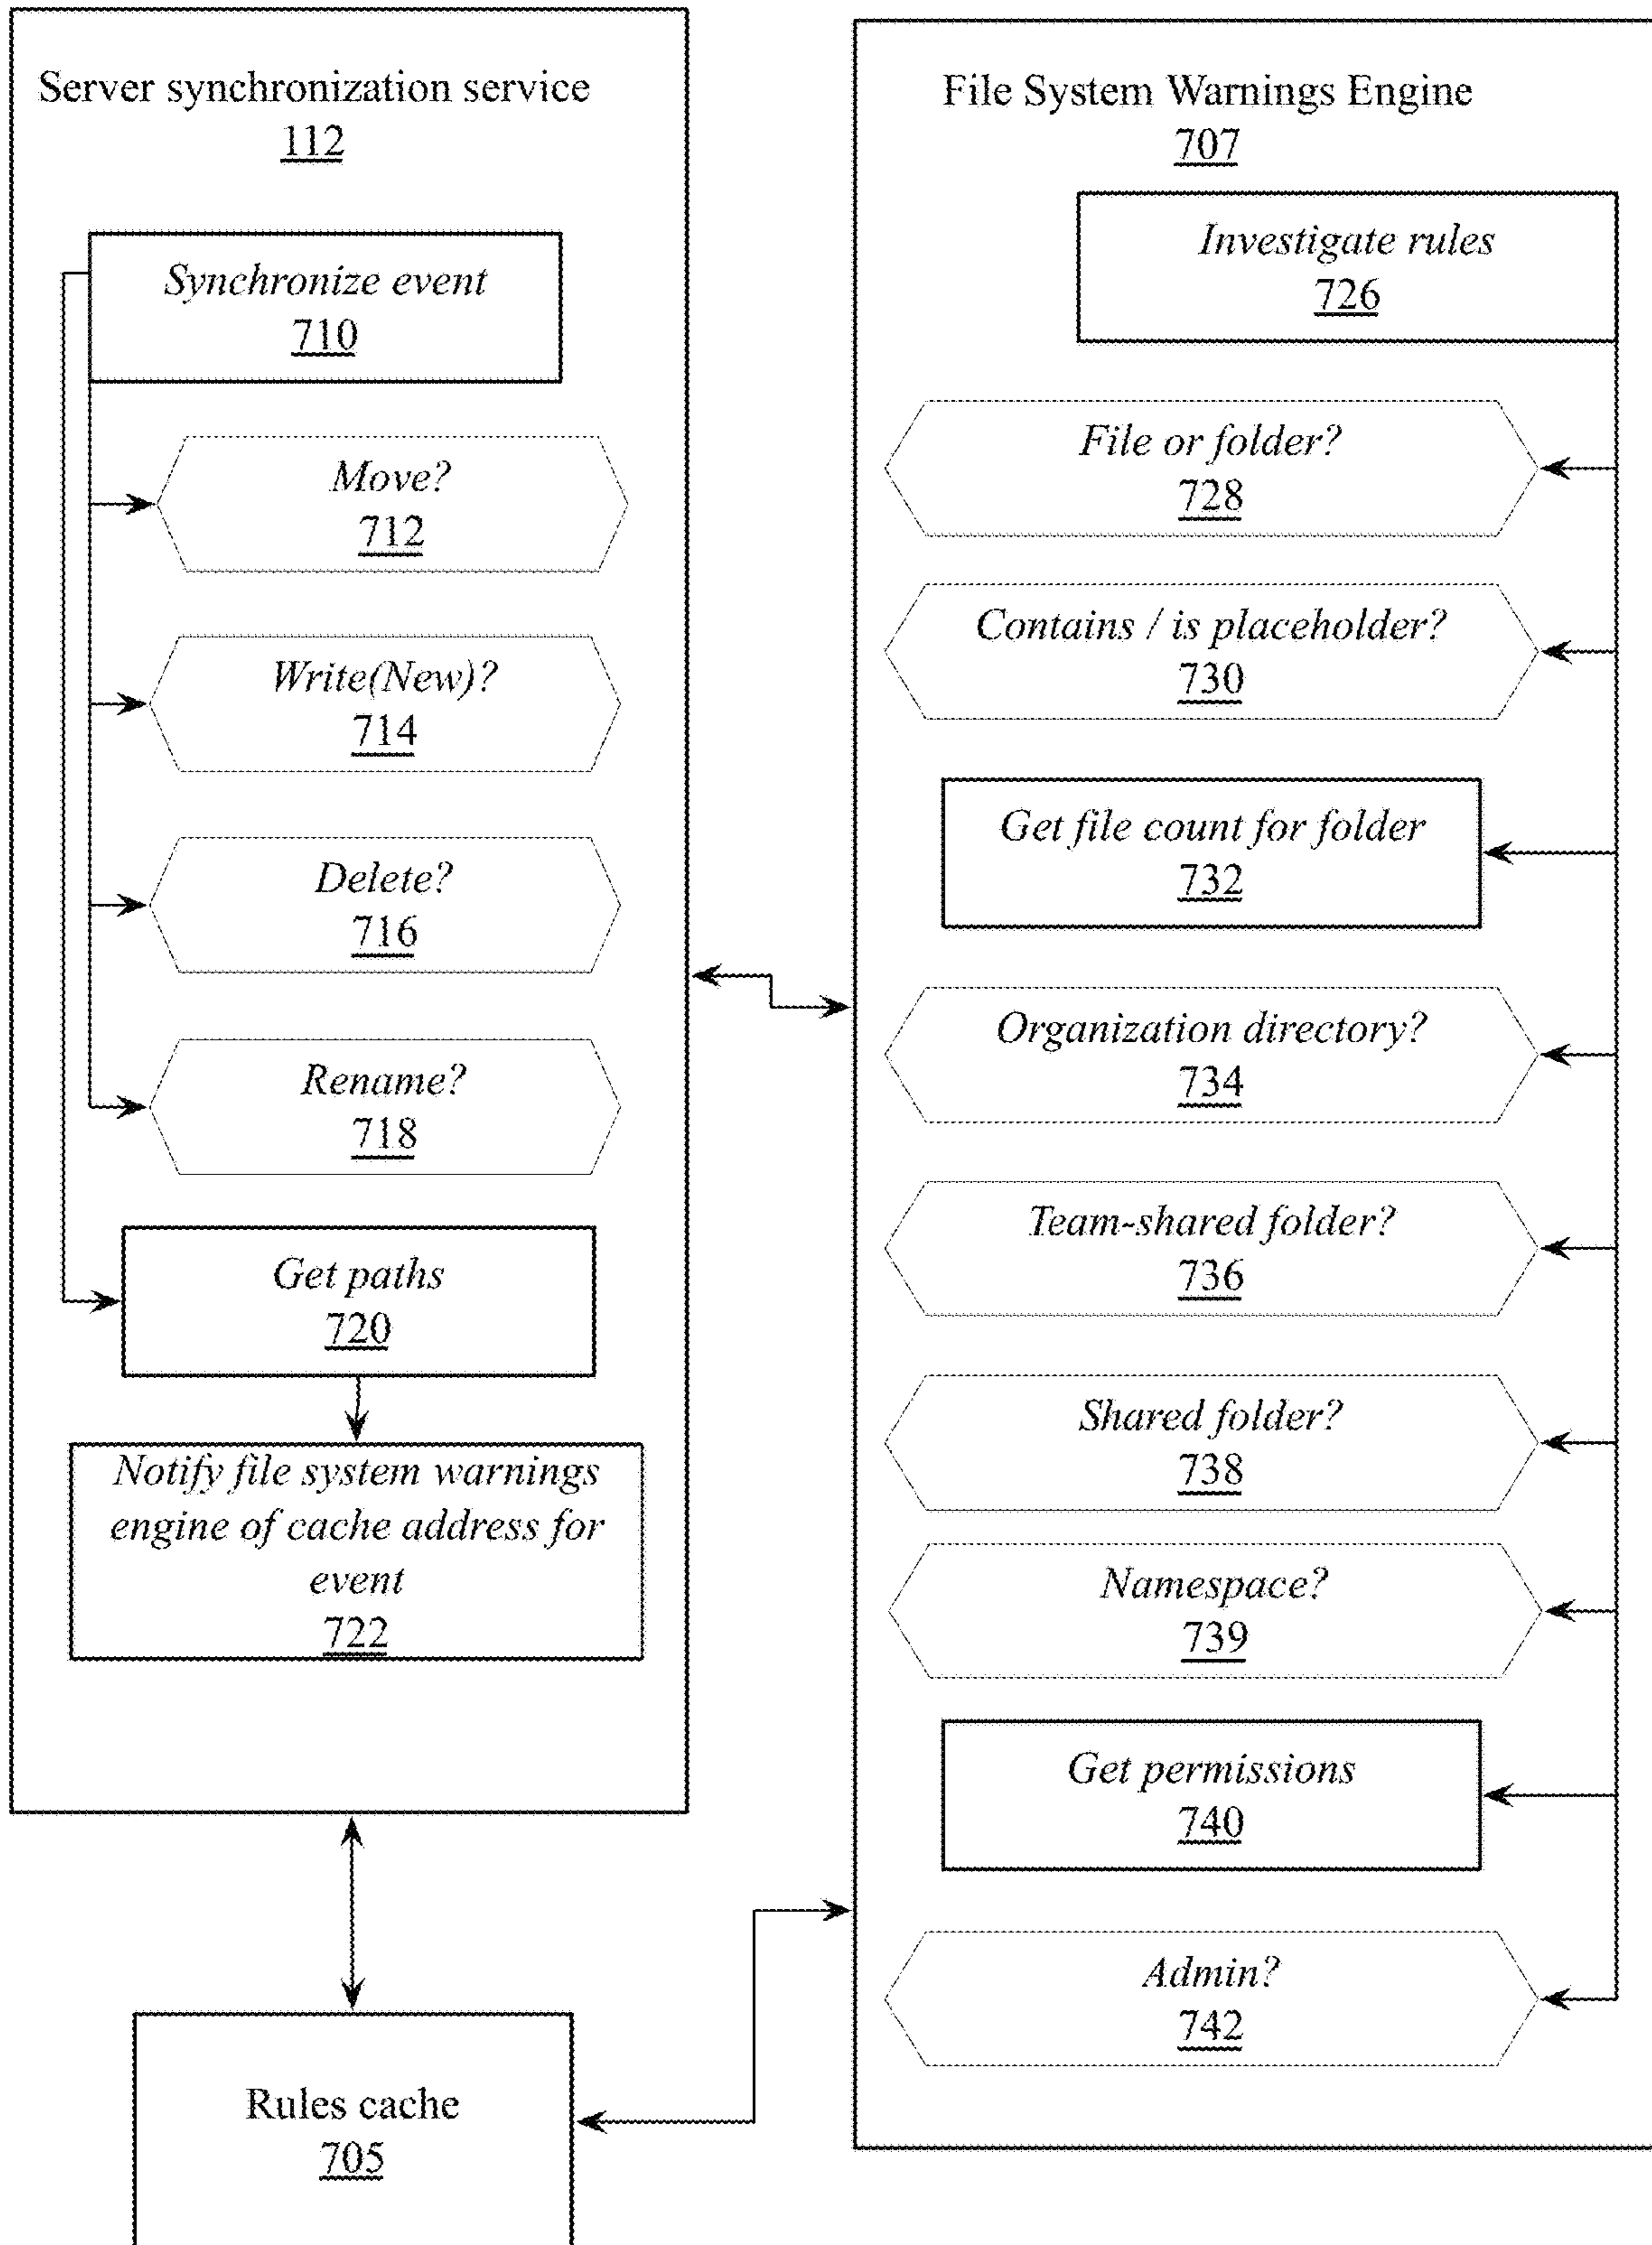 Server synchronization service
112
Synchronize event
710
Move?
712
Write(New)?
714
Delete?
716
Rename?
718
Get paths
720
Notify file system warnings
engine of cache address for
event
722
Rules cache
705
File System Warnings Engine
707
Investigate rules
726
File or folder?
728
Contains / is placeholder?
730
Get file count for folder
732
Organization directory?
734
Team-shared folder?
736
Shared folder?
738
Namespace?
739
Get permissions
740
Admin?
742